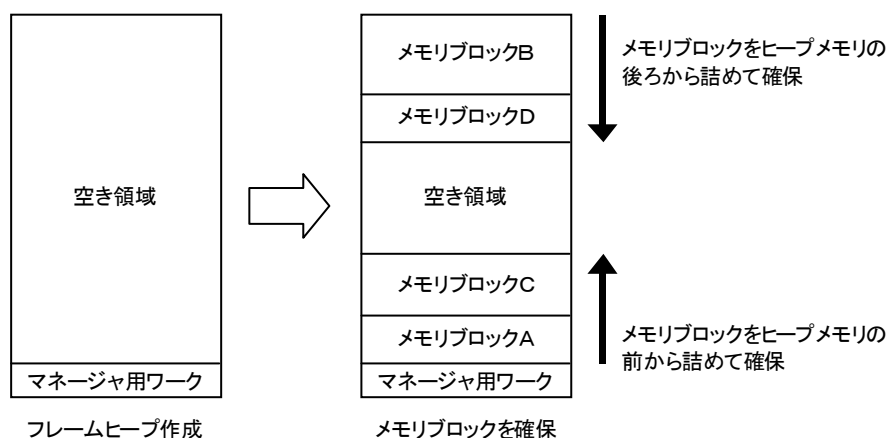 空き領域
マネージャ用ワーク
フレームヒープ作成
メモリブロックB
メモリブロックD
空き領域
メモリブロックC
メモリブロックA
マネージャ用ワーク
メモリブロックを確保
メモリブロックをヒープメモリの
後ろから詰めて確保
メモリブロックをヒープメモリの
前から詰めて確保